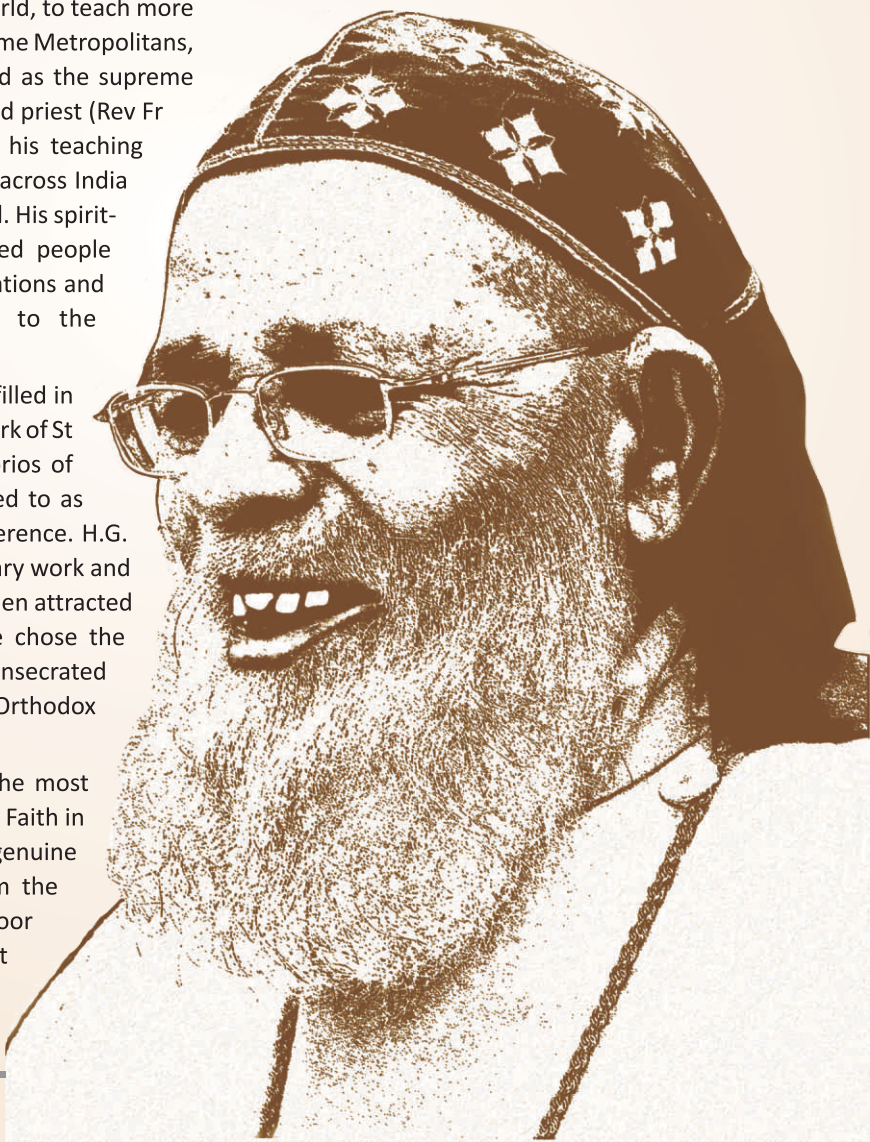 rld, to teach more
me Metropolitans,
d as the supreme
d priest (Rev Fr
his teaching
across India
. His spirit-
ed people
tions and
to the
filled in
rk of St
rios of
ed to as
erence. H.G.
ary work and
en attracted
e chose the
nsecrated
Orthodox
he most
Faith in
genuine
the
oor
t